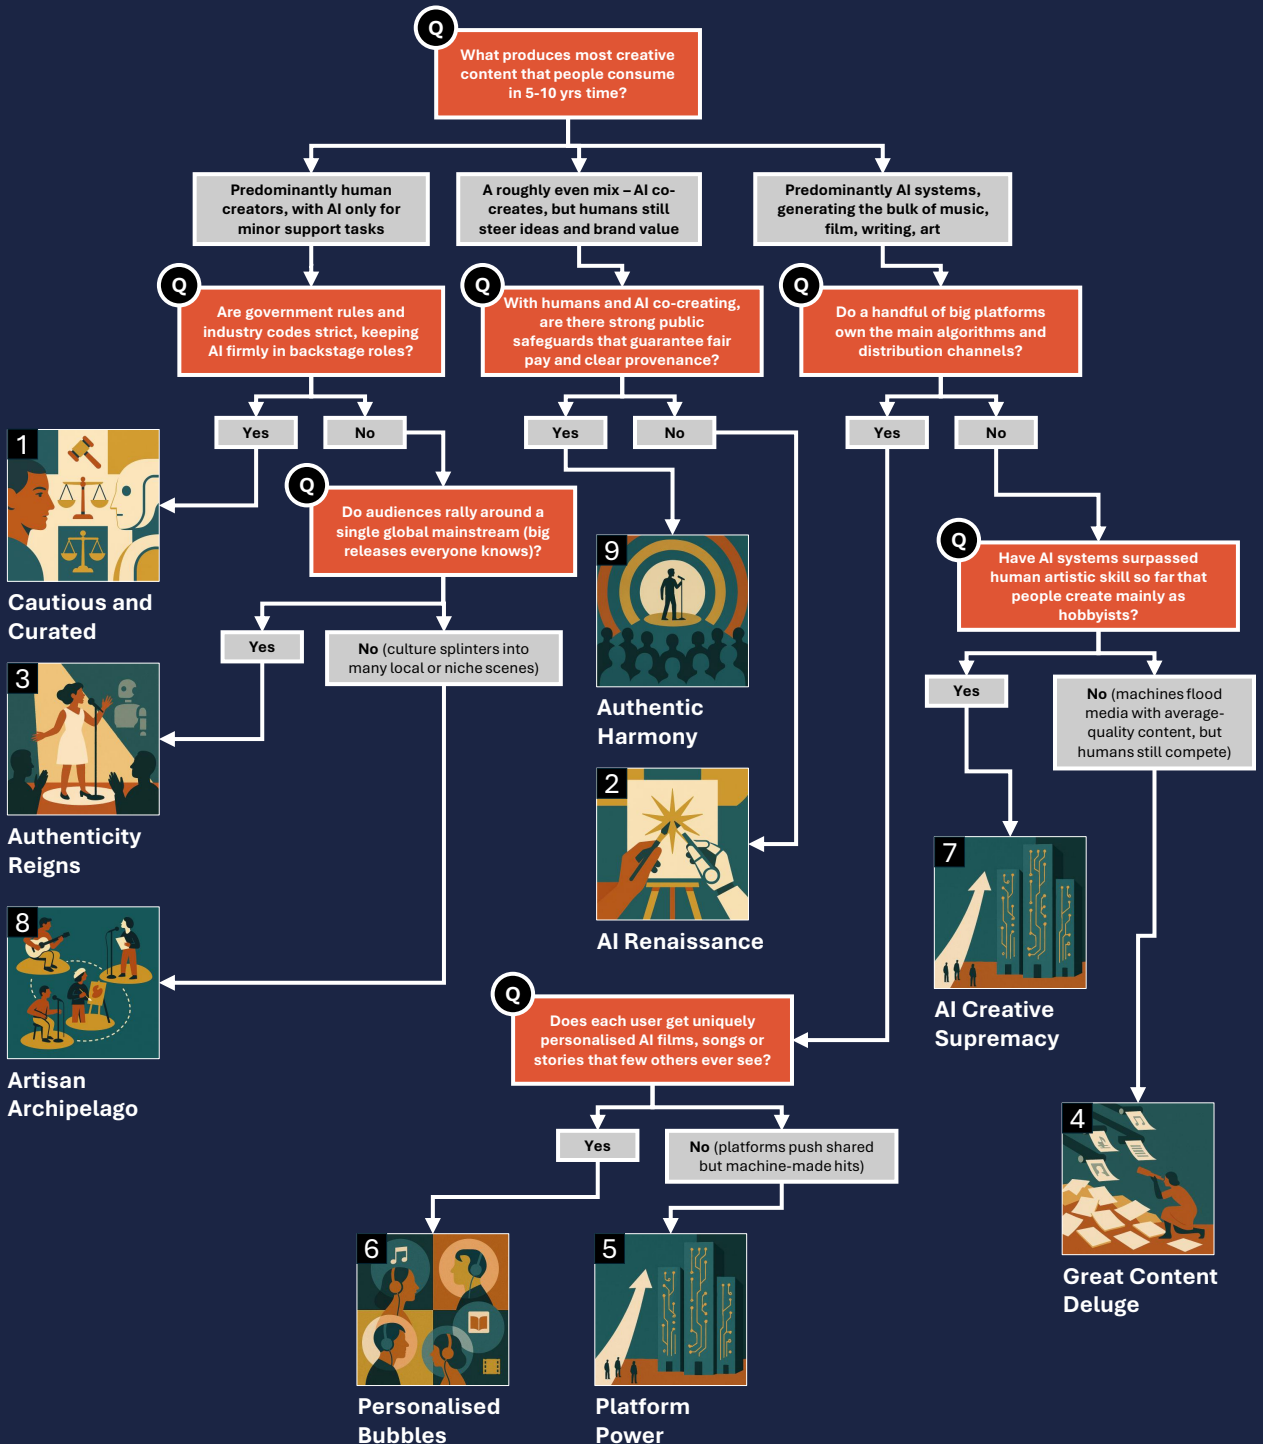 Q
What produces most creative
content that people consume
in 5-10 yrs time?
Predominantly human
creators, with AI only for
minor support tasks
A roughly even mix – AI co-
creates, but humans still
steer ideas and brand value
Predominantly AI systems,
generating the bulk of music,
film, writing, art
Q
Are government rules and
industry codes strict, keeping
AI firmly in backstage roles?
Q
With humans and AI co-creating,
are there strong public
safeguards that guarantee fair
pay and clear provenance?
Q
Do a handful of big platforms
own the main algorithms and
distribution channels?
Yes
No
Yes
No
Yes
No
1
Cautious and
Curated
Q
Do audiences rally around a
single global mainstream (big
releases everyone knows)?
9
Authentic
Harmony
Q
Have AI systems surpassed
human artistic skill so far that
people create mainly as
hobbyists?
Yes
No (culture splinters into
many local or niche scenes)
3
Authenticity
Reigns
Yes
No (machines flood
media with average-
quality content, but
humans still compete)
2
AI Renaissance
7
AI Creative
Supremacy
8
Artisan
Archipelago
Q
Does each user get uniquely
personalised AI films, songs or
stories that few others ever see?
Yes
No (platforms push shared
but machine-made hits)
4
Great Content
Deluge
6
Personalised
Bubbles
5
Platform
Power